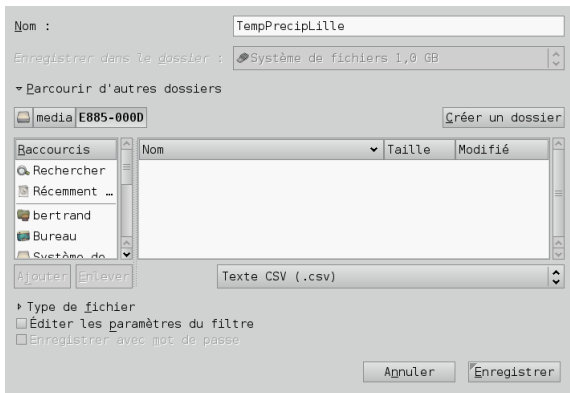 Nom :
TempPrecipLille
Enregistrer dans le dossier :
Système de fichiers 1,0 GB
Parcourir d'autres dossiers
media
E885-000D
Créer un dossier
Raccourcis
Nom
Taille
Modifié
Rechercher
Récemment ...
bertrand
Bureau
Système de
Ajouter
Enlever
Texte CSV (.csv)
Type de fichier
Éditer les paramètres du filtre
Enregistrer avec mot de passe
Annuler
Enregistrer